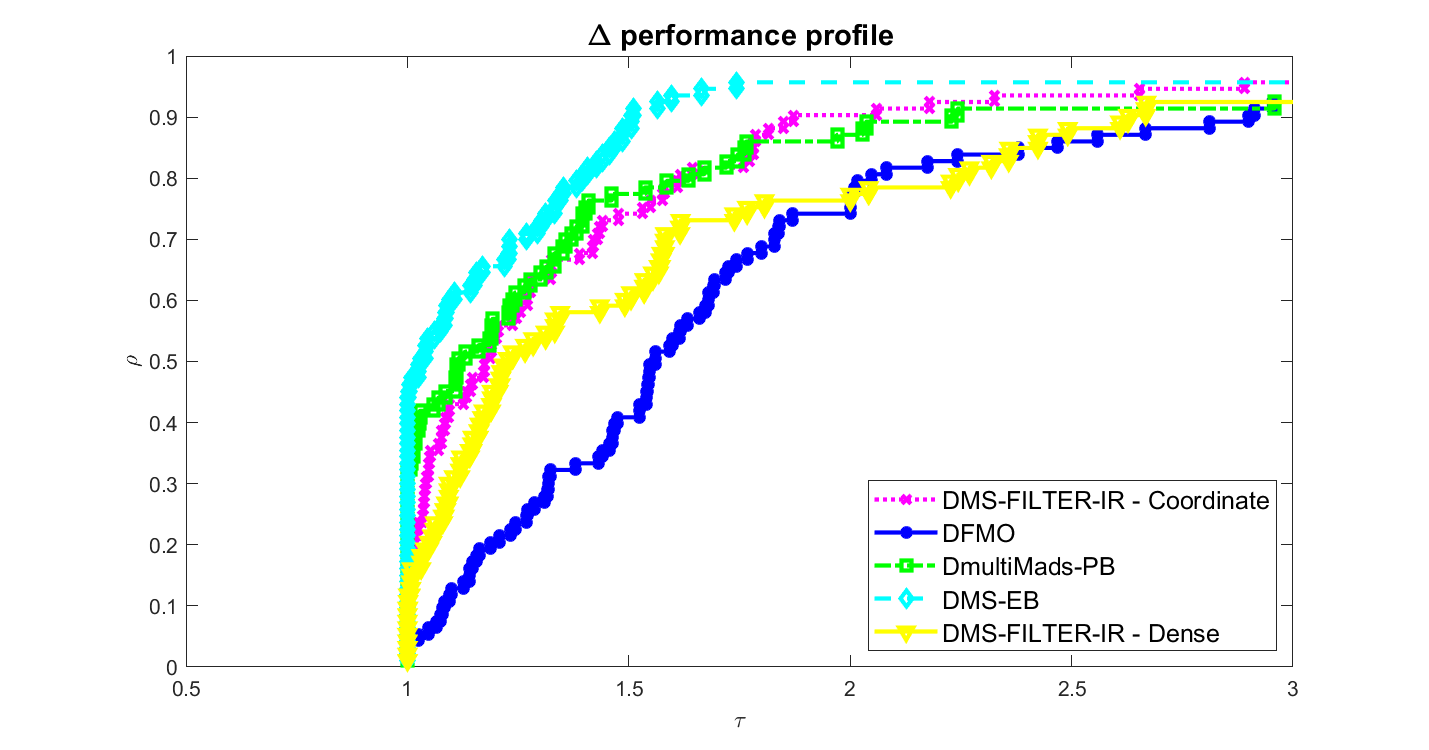 Δ performance profile
1
0.9
0.8
0.7
0.6
0.5
0.4
0.3
0.2
0.1
0
ρ
0.5
1
1.5
2
2.5
3
τ
DMS-FILTER-IR - Coordinate
DFMO
DmultiMads-PB
DMS-EB
DMS-FILTER-IR - Dense